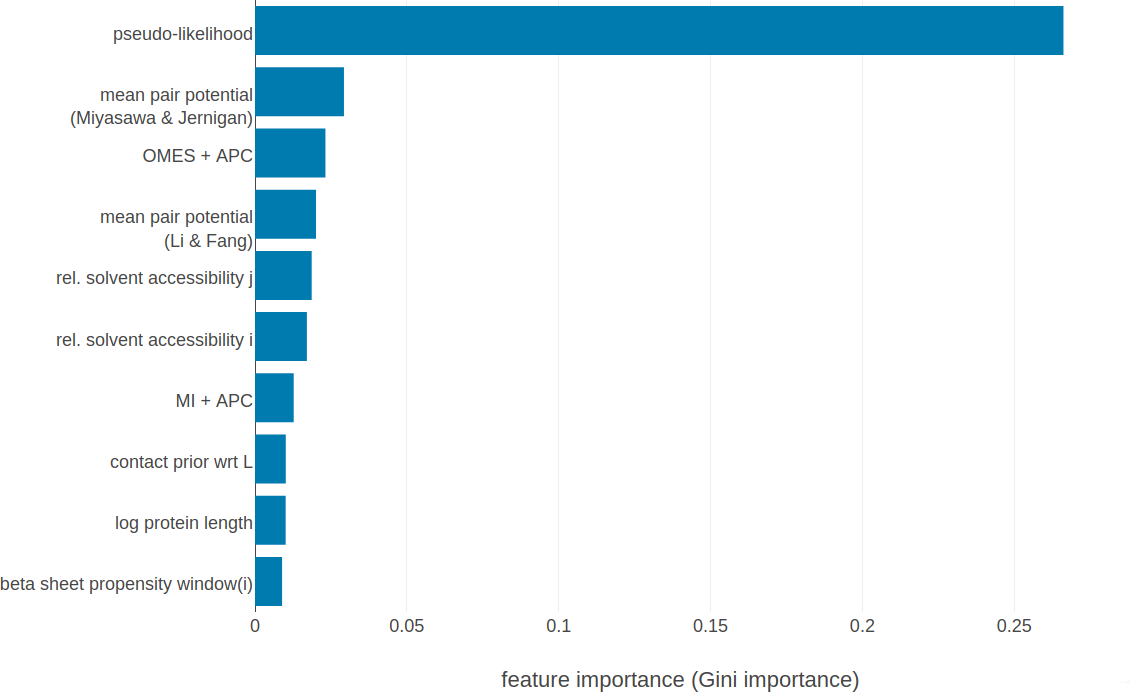 pseudo-likelihood
mean pair potential
(Miyasawa & Jernigan)
OMES + APC
mean pair potential
(Li & Fang)
rel. solvent accessibility j
rel. solvent accessibility i
MI + APC
contact prior wrt L
log protein length
beta sheet propensity window(i)
0 0.05 0.1 0.15 0.2 0.25
feature importance (Gini importance)